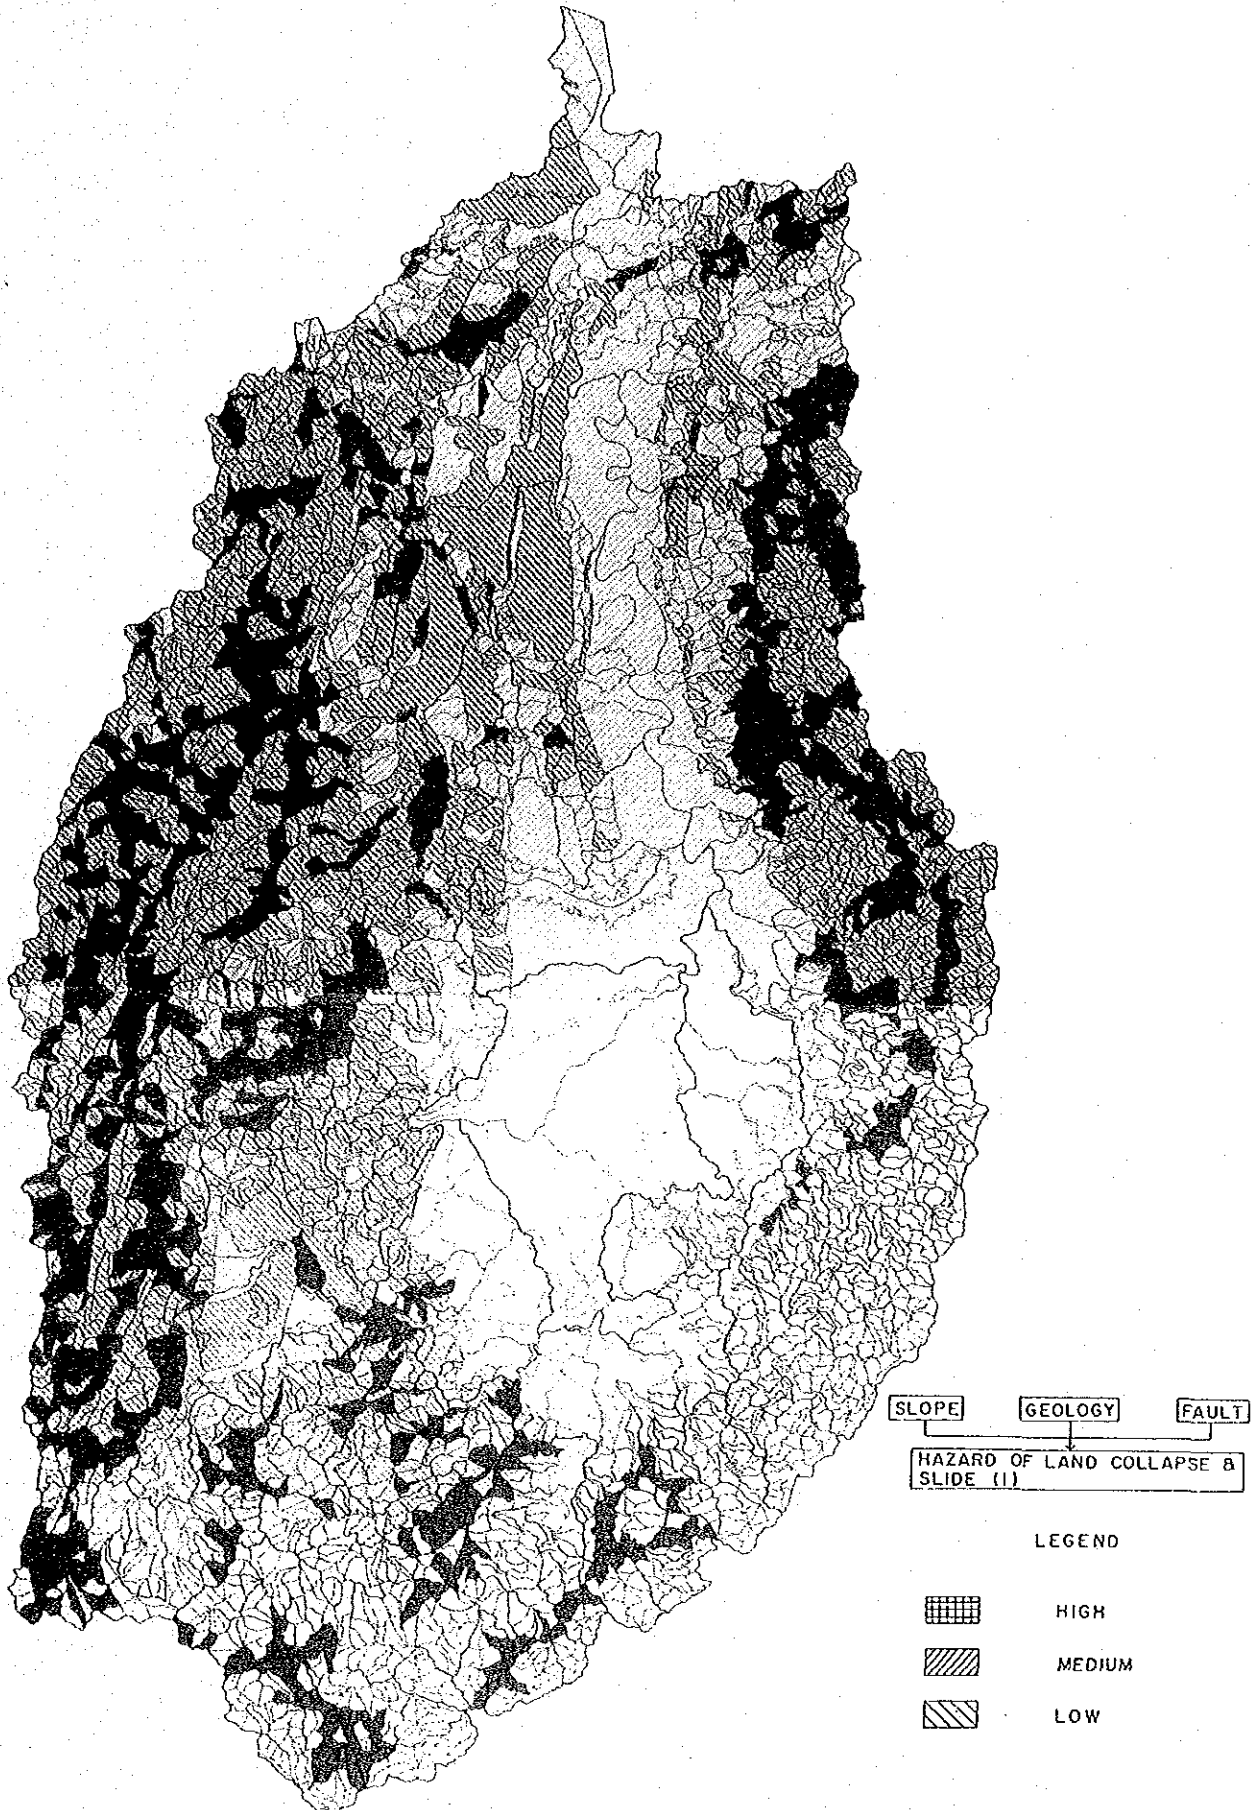 SLOPE GEOLOGY FAULT
HAZARD OF LAND COLLAPSE &
SLIDE (I)
LEGEND
HIGH
MEDIUM
LOW